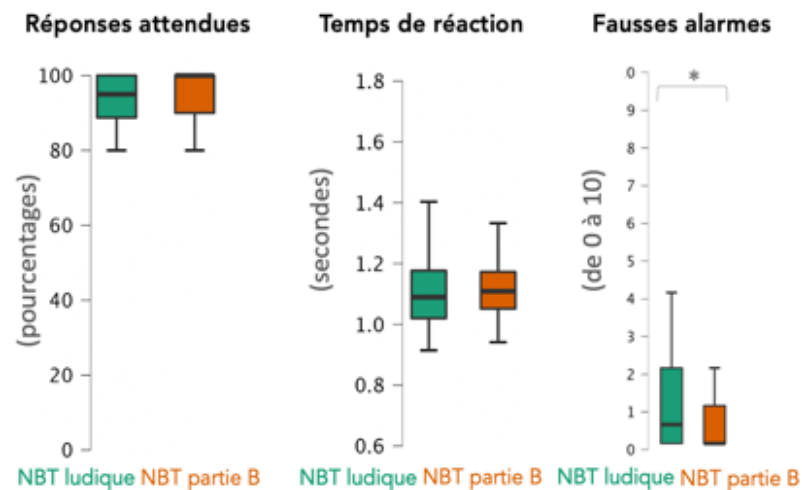 Réponses attendues
100
80
60
40
20
0
(pourcentages)
NBT ludique NBT partie B
Temps de réaction
1.8
1.6
1.4
1.2
1.0
0.8
0.6
(secondes)
NBT ludique NBT partie B
Fausses alarmes
*
0
9
8
7
6
5
4
3
2
1
0
(de 0 à 10)
NBT ludique NBT partie B